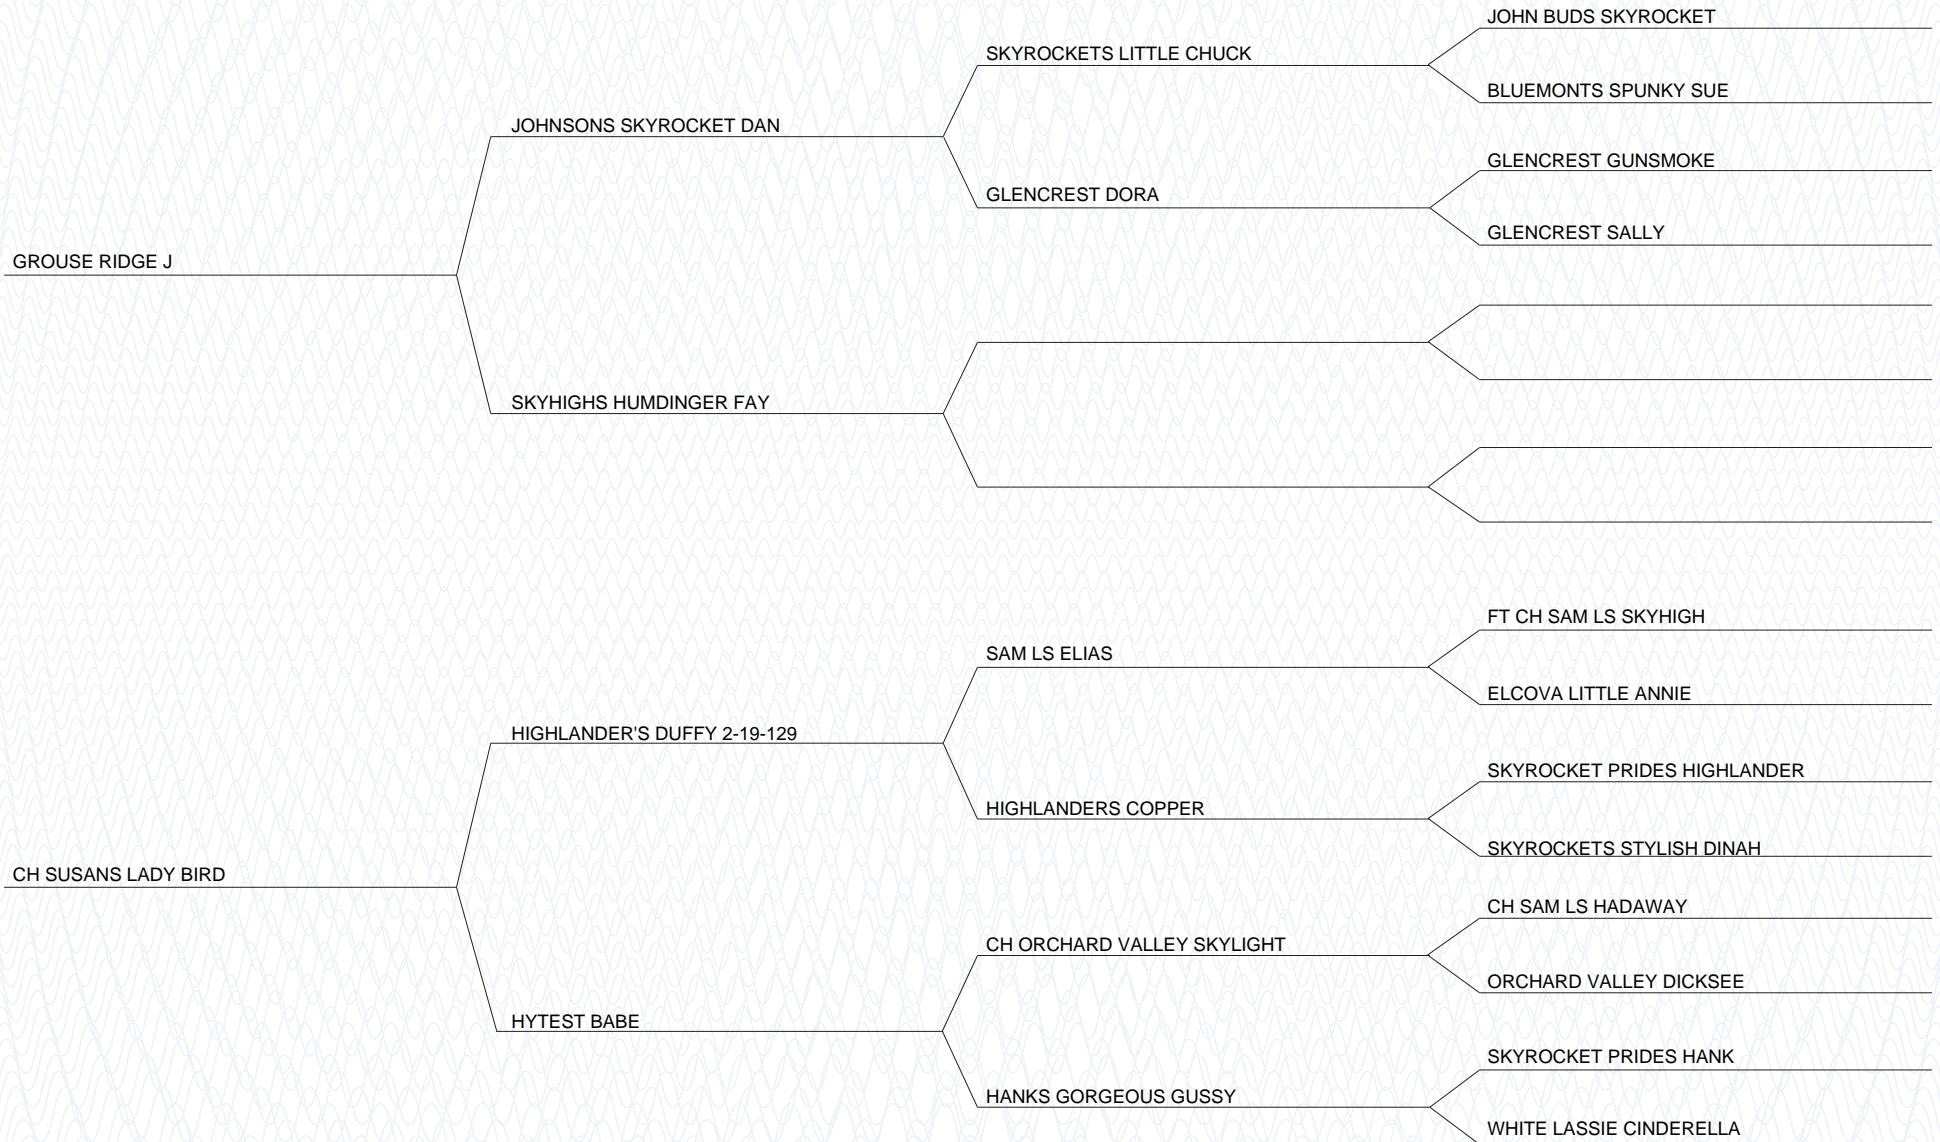 JOHN BUDS SKYROCKET
SKYROCKETS LITTLE CHUCK
BLUEMONTS SPUNKY SUE
JOHNSONS SKYROCKET DAN
GLENCREST GUNSMOKE
GLENCREST DORA
GLENCREST SALLY
GROUSE RIDGE J
SKYHIGHS HUMDINGER FAY
FT CH SAM LS SKYHIGH
SAM LS ELIAS
ELCOVA LITTLE ANNIE
HIGHLANDER'S DUFFY 2-19-129
SKYROCKET PRIDES HIGHLANDER
HIGHLANDERS COPPER
SKYROCKETS STYLISH DINAH
CH SUSANS LADY BIRD
CH SAM LS HADAWAY
CH ORCHARD VALLEY SKYLIGHT
ORCHARD VALLEY DICKSEE
HYTEST BABE
SKYROCKET PRIDES HANK
HANKS GORGEOUS GUSSY
WHITE LASSIE CINDERELLA